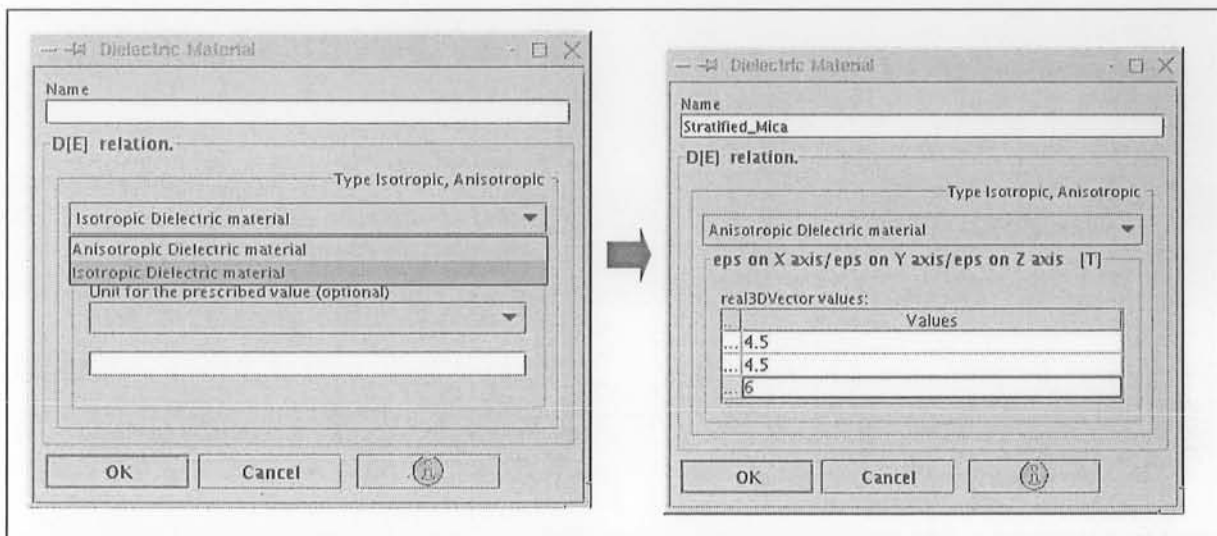 Dielectric Material
Name
D[E] relation.
Type Isotropic, Anisotropic
Isotropic Dielectric material
Anisotropic Dielectric material
Isotropic Dielectric material
Unit for the prescribed value (optional)
OK Cancel
Dielectric Material
Name
Stratified_Mica
D[E] relation.
Type Isotropic, Anisotropic
Anisotropic Dielectric material
eps on X axis/eps on Y axis/eps on Z axis [T]
real3DVector values:
.. Values
... 4.5
... 4.5
... 6
OK Cancel